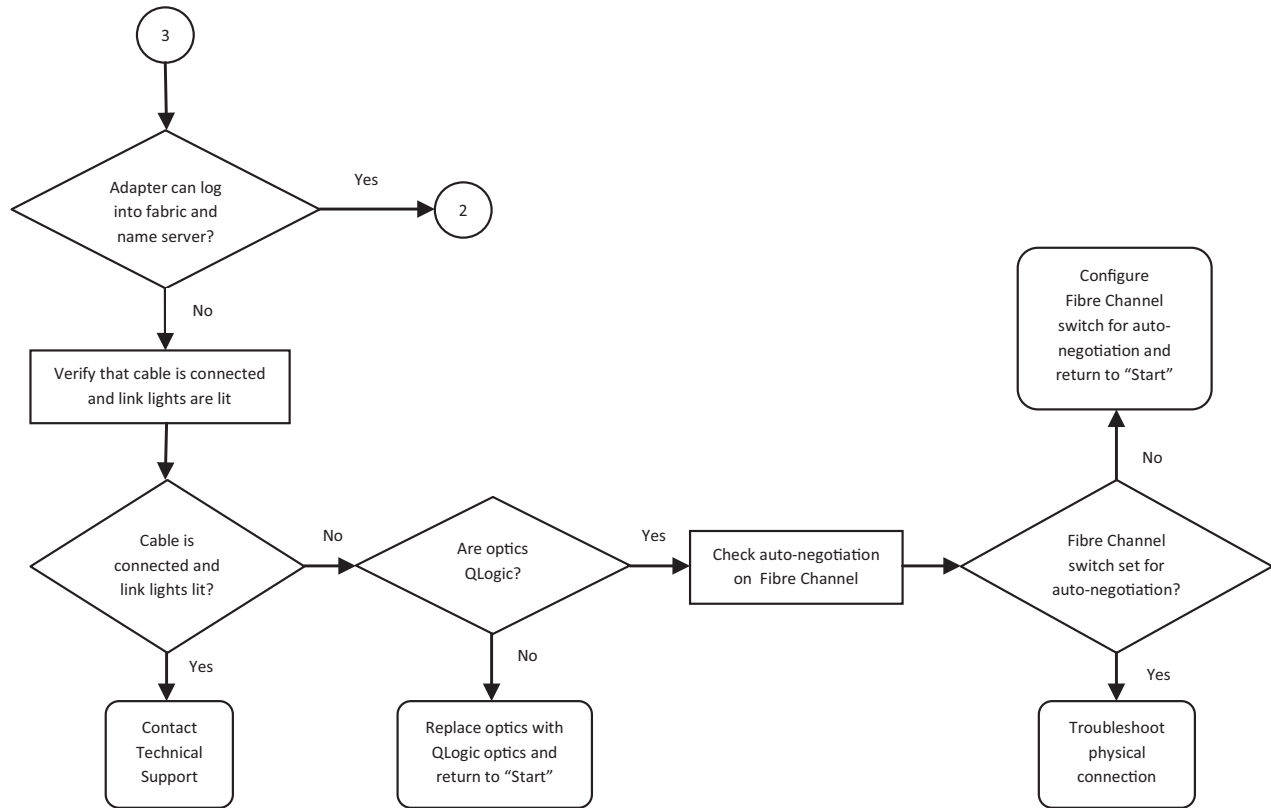 3
Adapter can log
into fabric and
name server?
Yes
2
No
Verify that cable is connected
and link lights are lit
Cable is
connected and
link lights lit?
No
Yes
Contact
Technical
Support
Are optics
QLogic?
Yes
No
Replace optics with
QLogic optics and
return to “Start”
Check auto-negotiation
on Fibre Channel
Fibre Channel
switch set for
auto-negotiation?
No
Configure
Fibre Channel
switch for auto-
negotiation and
return to “Start”
Yes
Troubleshoot
physical
connection